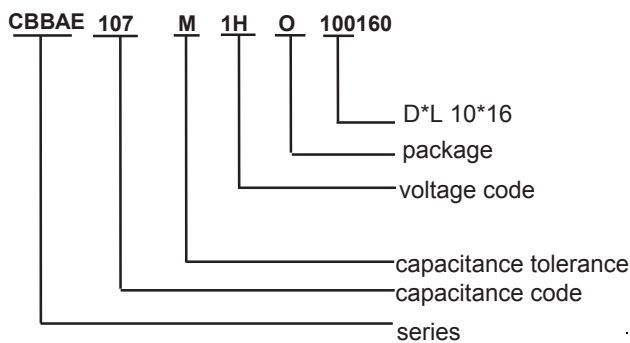 CBBAE 107 M 1H O 100160
D*L 10*16
package
voltage code
capacitance tolerance
capacitance code
series